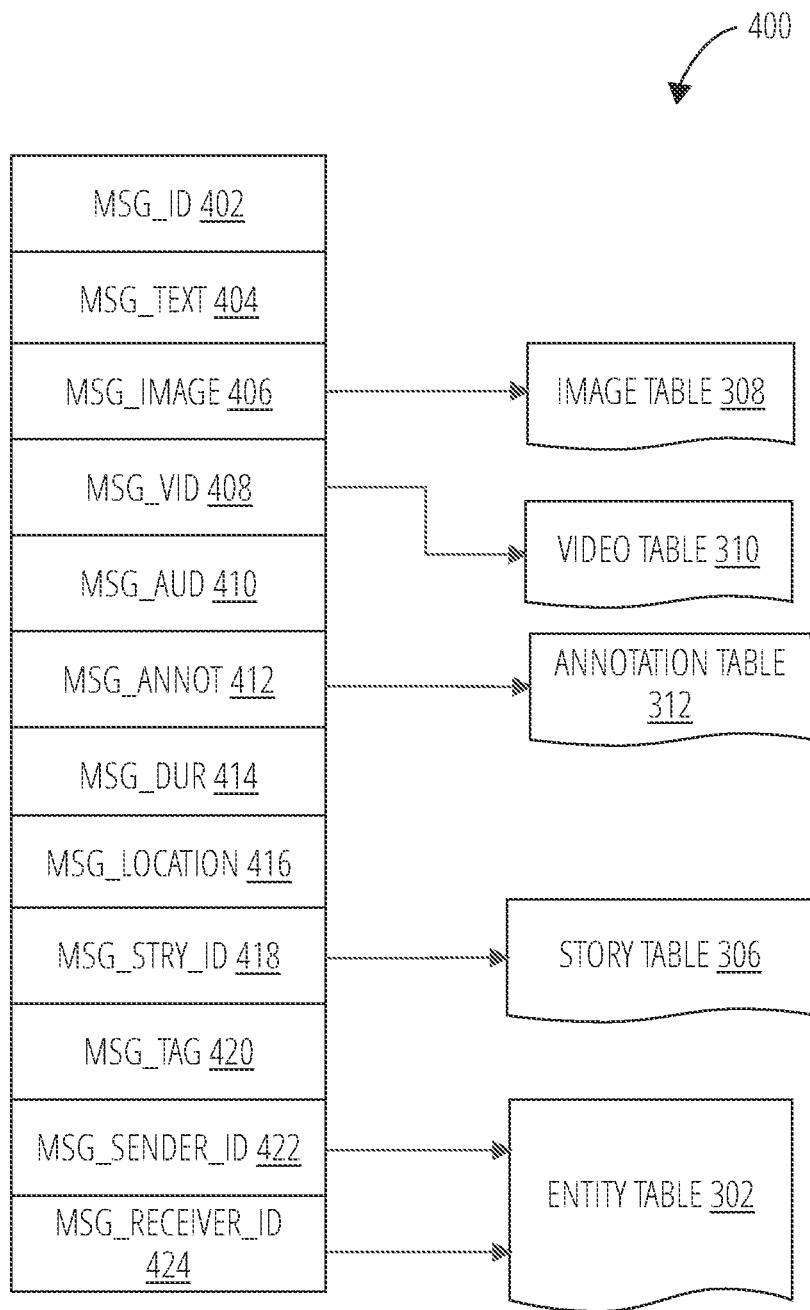 400
MSG_ID 402
MSG_TEXT 404
MSG_IMAGE 406
IMAGE TABLE 308
MSG_VID 408
VIDEO TABLE 310
MSG_AUD 410
MSG_ANNOT 412
ANNOTATION TABLE
312
MSG_DUR 414
MSG_LOCATION 416
MSG_STRY_ID 418
STORY TABLE 306
MSG_TAG 420
MSG_SENDER_ID 422
ENTITY TABLE 302
MSG_RECEIVER_ID
424